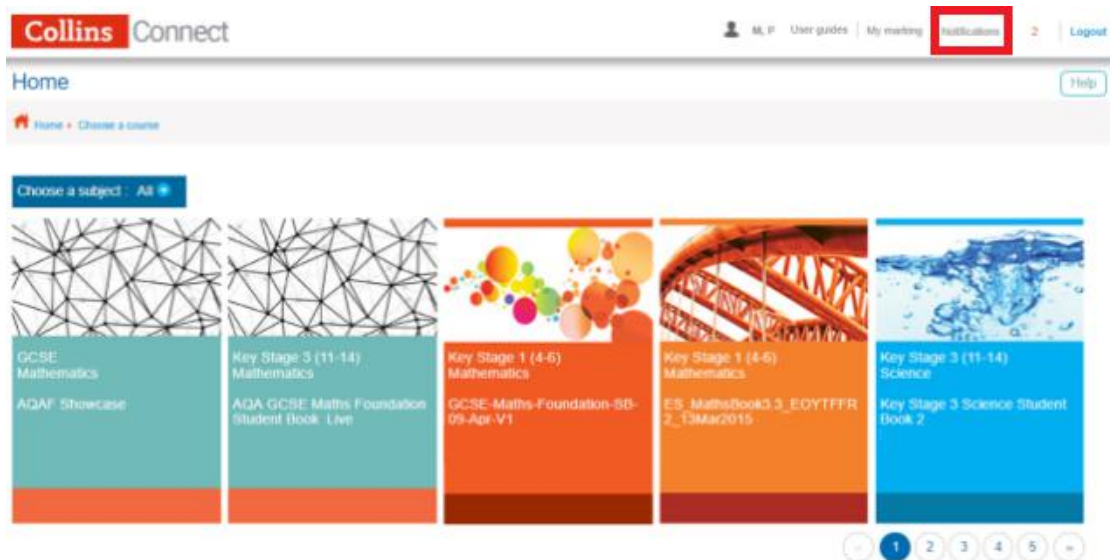 Collins Connect
M, P User guides My marking Notifications 2 Logout
Home
Help
Home Choose a course
Choose a subject : All
GCSE
Mathematics
AQAF Showcase
Key Stage 3 (11-14)
Mathematics
AQA GCSE Maths Foundation
Student Book Live
Key Stage 1 (4-6)
Mathematics
GCSE-Maths-Foundation-SB-
09-Apr-V1
Key Stage 1 (4-6)
Mathematics
ES_MathsBook3.3_EOYTFFR
2_13Mar2015
Key Stage 3 (11-14)
Science
Key Stage 3 Science Student
Book 2
1 2 3 4 5